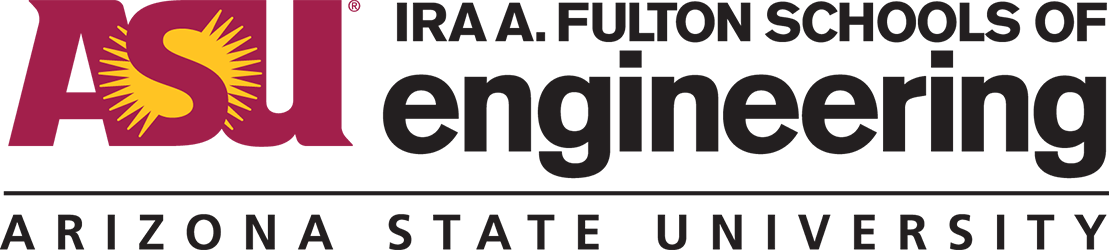 ASU® IRA A. FULTON SCHOOLS OF
engineering
ARIZONA STATE UNIVERSITY